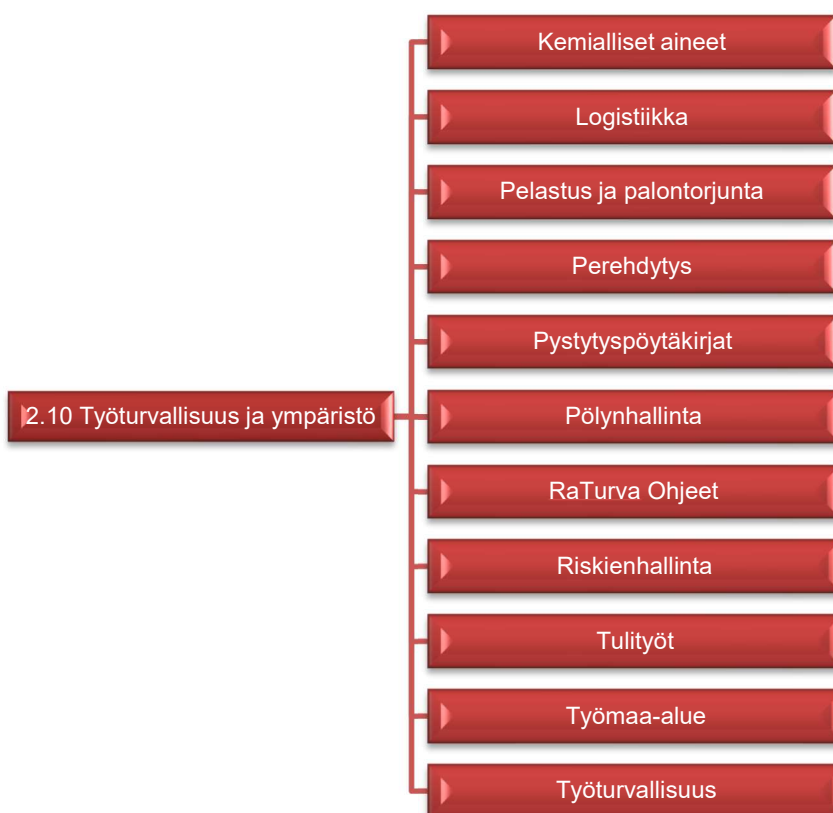 Kemialliset aineet
Logistiikka
Pelastus ja palontorjunta
Perehdytys
Pystytyspöytäkirjat
2.10 Työturvallisuus ja ympäristö
Pölynhallinta
RaTurva Ohjeet
Riskienhallinta
Tulityöt
Työmaa-alue
Työturvallisuus